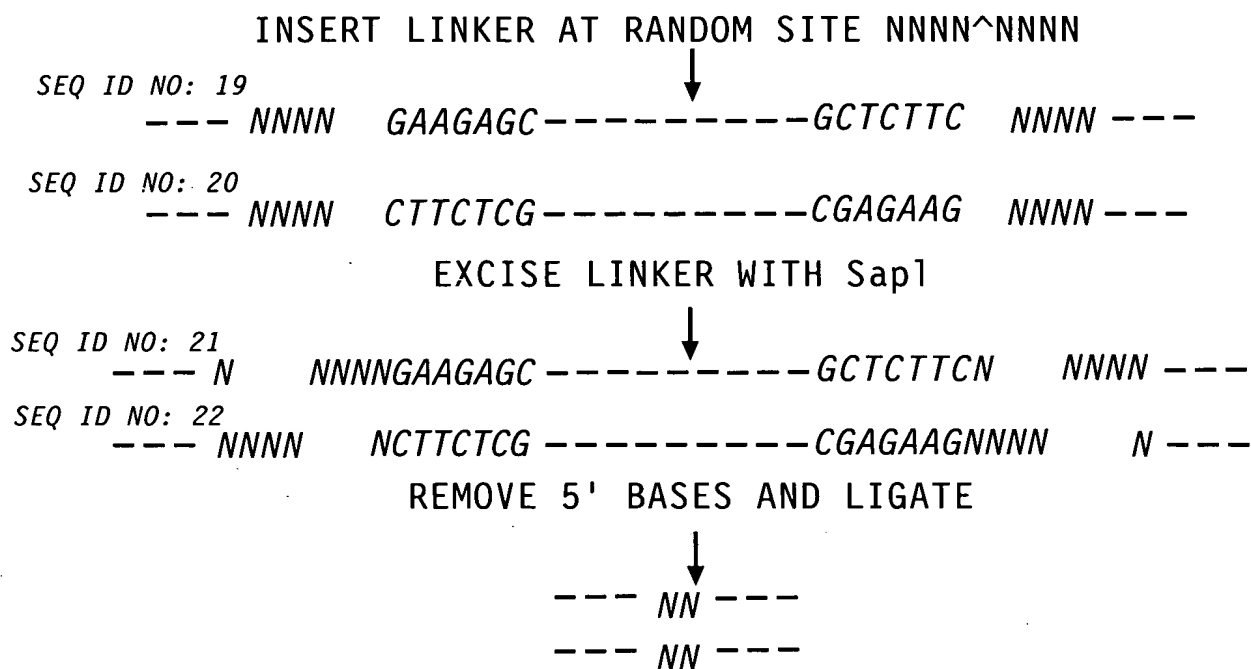 INSERT LINKER AT RANDOM SITE NNNN^NNNN
SEQ ID NO: 19
--- NNNN GAAGAGC---------GCTCTTC NNNN ---
SEQ ID NO: 20
--- NNNN CTTCTCG---------CGAGAAG NNNN ---
EXCISE LINKER WITH Sap1
SEQ ID NO: 21
--- N NNNNGAAGAGC---------GCTCTTCN NNNN ---
SEQ ID NO: 22
--- NNNN NCTTCTCG---------CGAGAAGNNNN N ---
REMOVE 5' BASES AND LIGATE
--- NN ---
--- NN ---